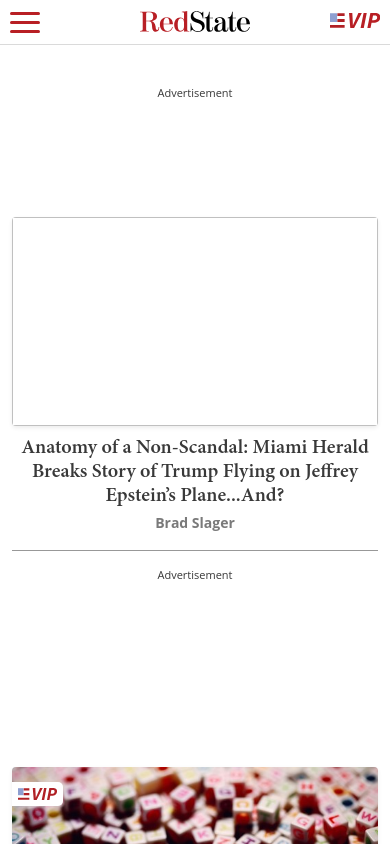 RedState
VIP
Advertisement
Anatomy of a Non-Scandal: Miami Herald
Breaks Story of Trump Flying on Jeffrey
Epstein’s Plane...And?
Brad Slager
Advertisement
VIP